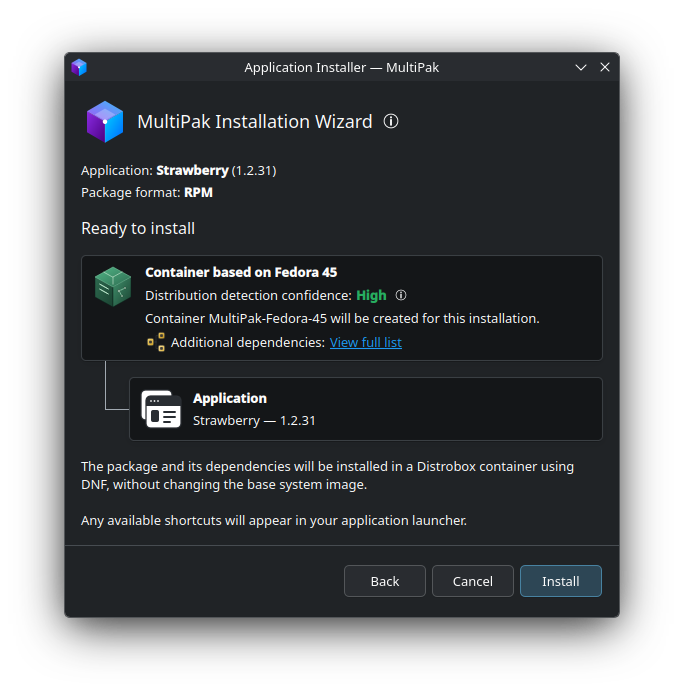 Application Installer — MultiPak
MultiPak Installation Wizard
Application: Strawberry (1.2.31)
Package format: RPM
Ready to install
Container based on Fedora 45
Distribution detection confidence: High
Container MultiPak-Fedora-45 will be created for this installation.
Additional dependencies: View full list
Application
Strawberry — 1.2.31
The package and its dependencies will be installed in a Distrobox container using
DNF, without changing the base system image.
Any available shortcuts will appear in your application launcher.
Back
Cancel
Install